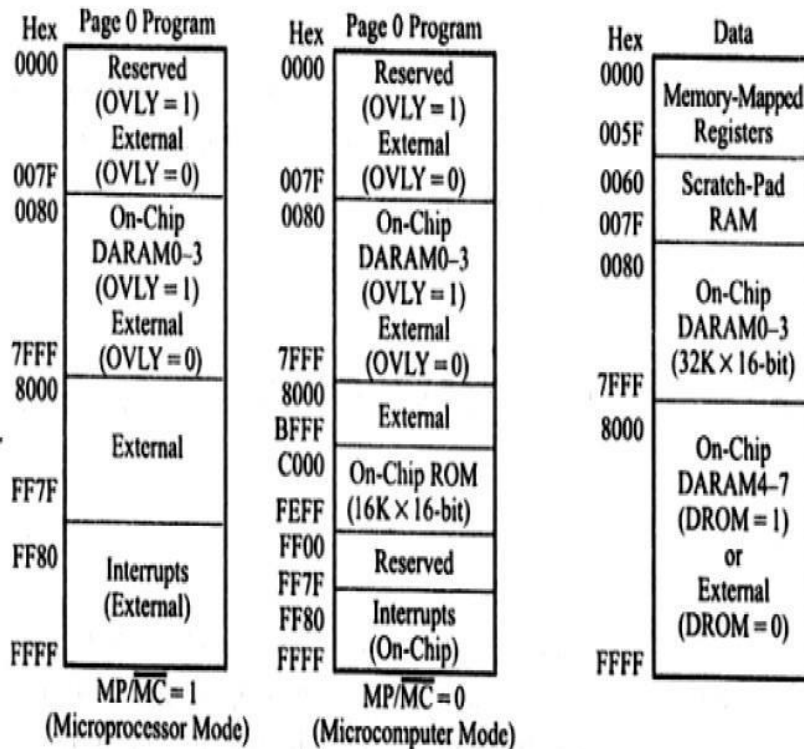 Hex Page 0 Program
0000
Reserved
(OVLY = 1)
External
007F
(OVLY = 0)
0080
On-Chip
DARAM0–3
(OVLY = 1)
External
7FFF
(OVLY = 0)
8000
External
FF7F
FF80
Interrupts
(External)
FFFF
MP/MC = 1
(Microprocessor Mode)
Hex Page 0 Program
0000
Reserved
(OVLY = 1)
External
007F
(OVLY = 0)
0080
On-Chip
DARAM0–3
(OVLY = 1)
External
7FFF
(OVLY = 0)
8000
External
BFFF
C000
On-Chip ROM
(16K × 16-bit)
FEFF
FF00
Reserved
FF7F
FF80
Interrupts
(On-Chip)
FFFF
MP/MC = 0
(Microcomputer Mode)
Hex Data
0000
Memory-Mapped
Registers
005F
0060
Scratch-Pad
RAM
007F
0080
On-Chip
DARAM0–3
(32K × 16-bit)
7FFF
8000
On-Chip
DARAM4–7
(DROM = 1)
or
External
(DROM = 0)
FFFF